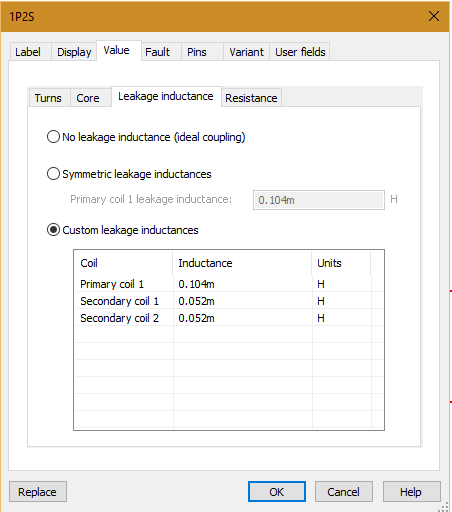 1P2S
Label Display Value Fault Pins Variant User fields
Turns Core Leakage inductance Resistance
No leakage inductance (ideal coupling)
Symmetric leakage inductances
Primary coil 1 leakage inductance: 0.104m H
Custom leakage inductances
Coil Inductance Units
Primary coil 1 0.104m H
Secondary coil 1 0.052m H
Secondary coil 2 0.052m H
Replace OK Cancel Help